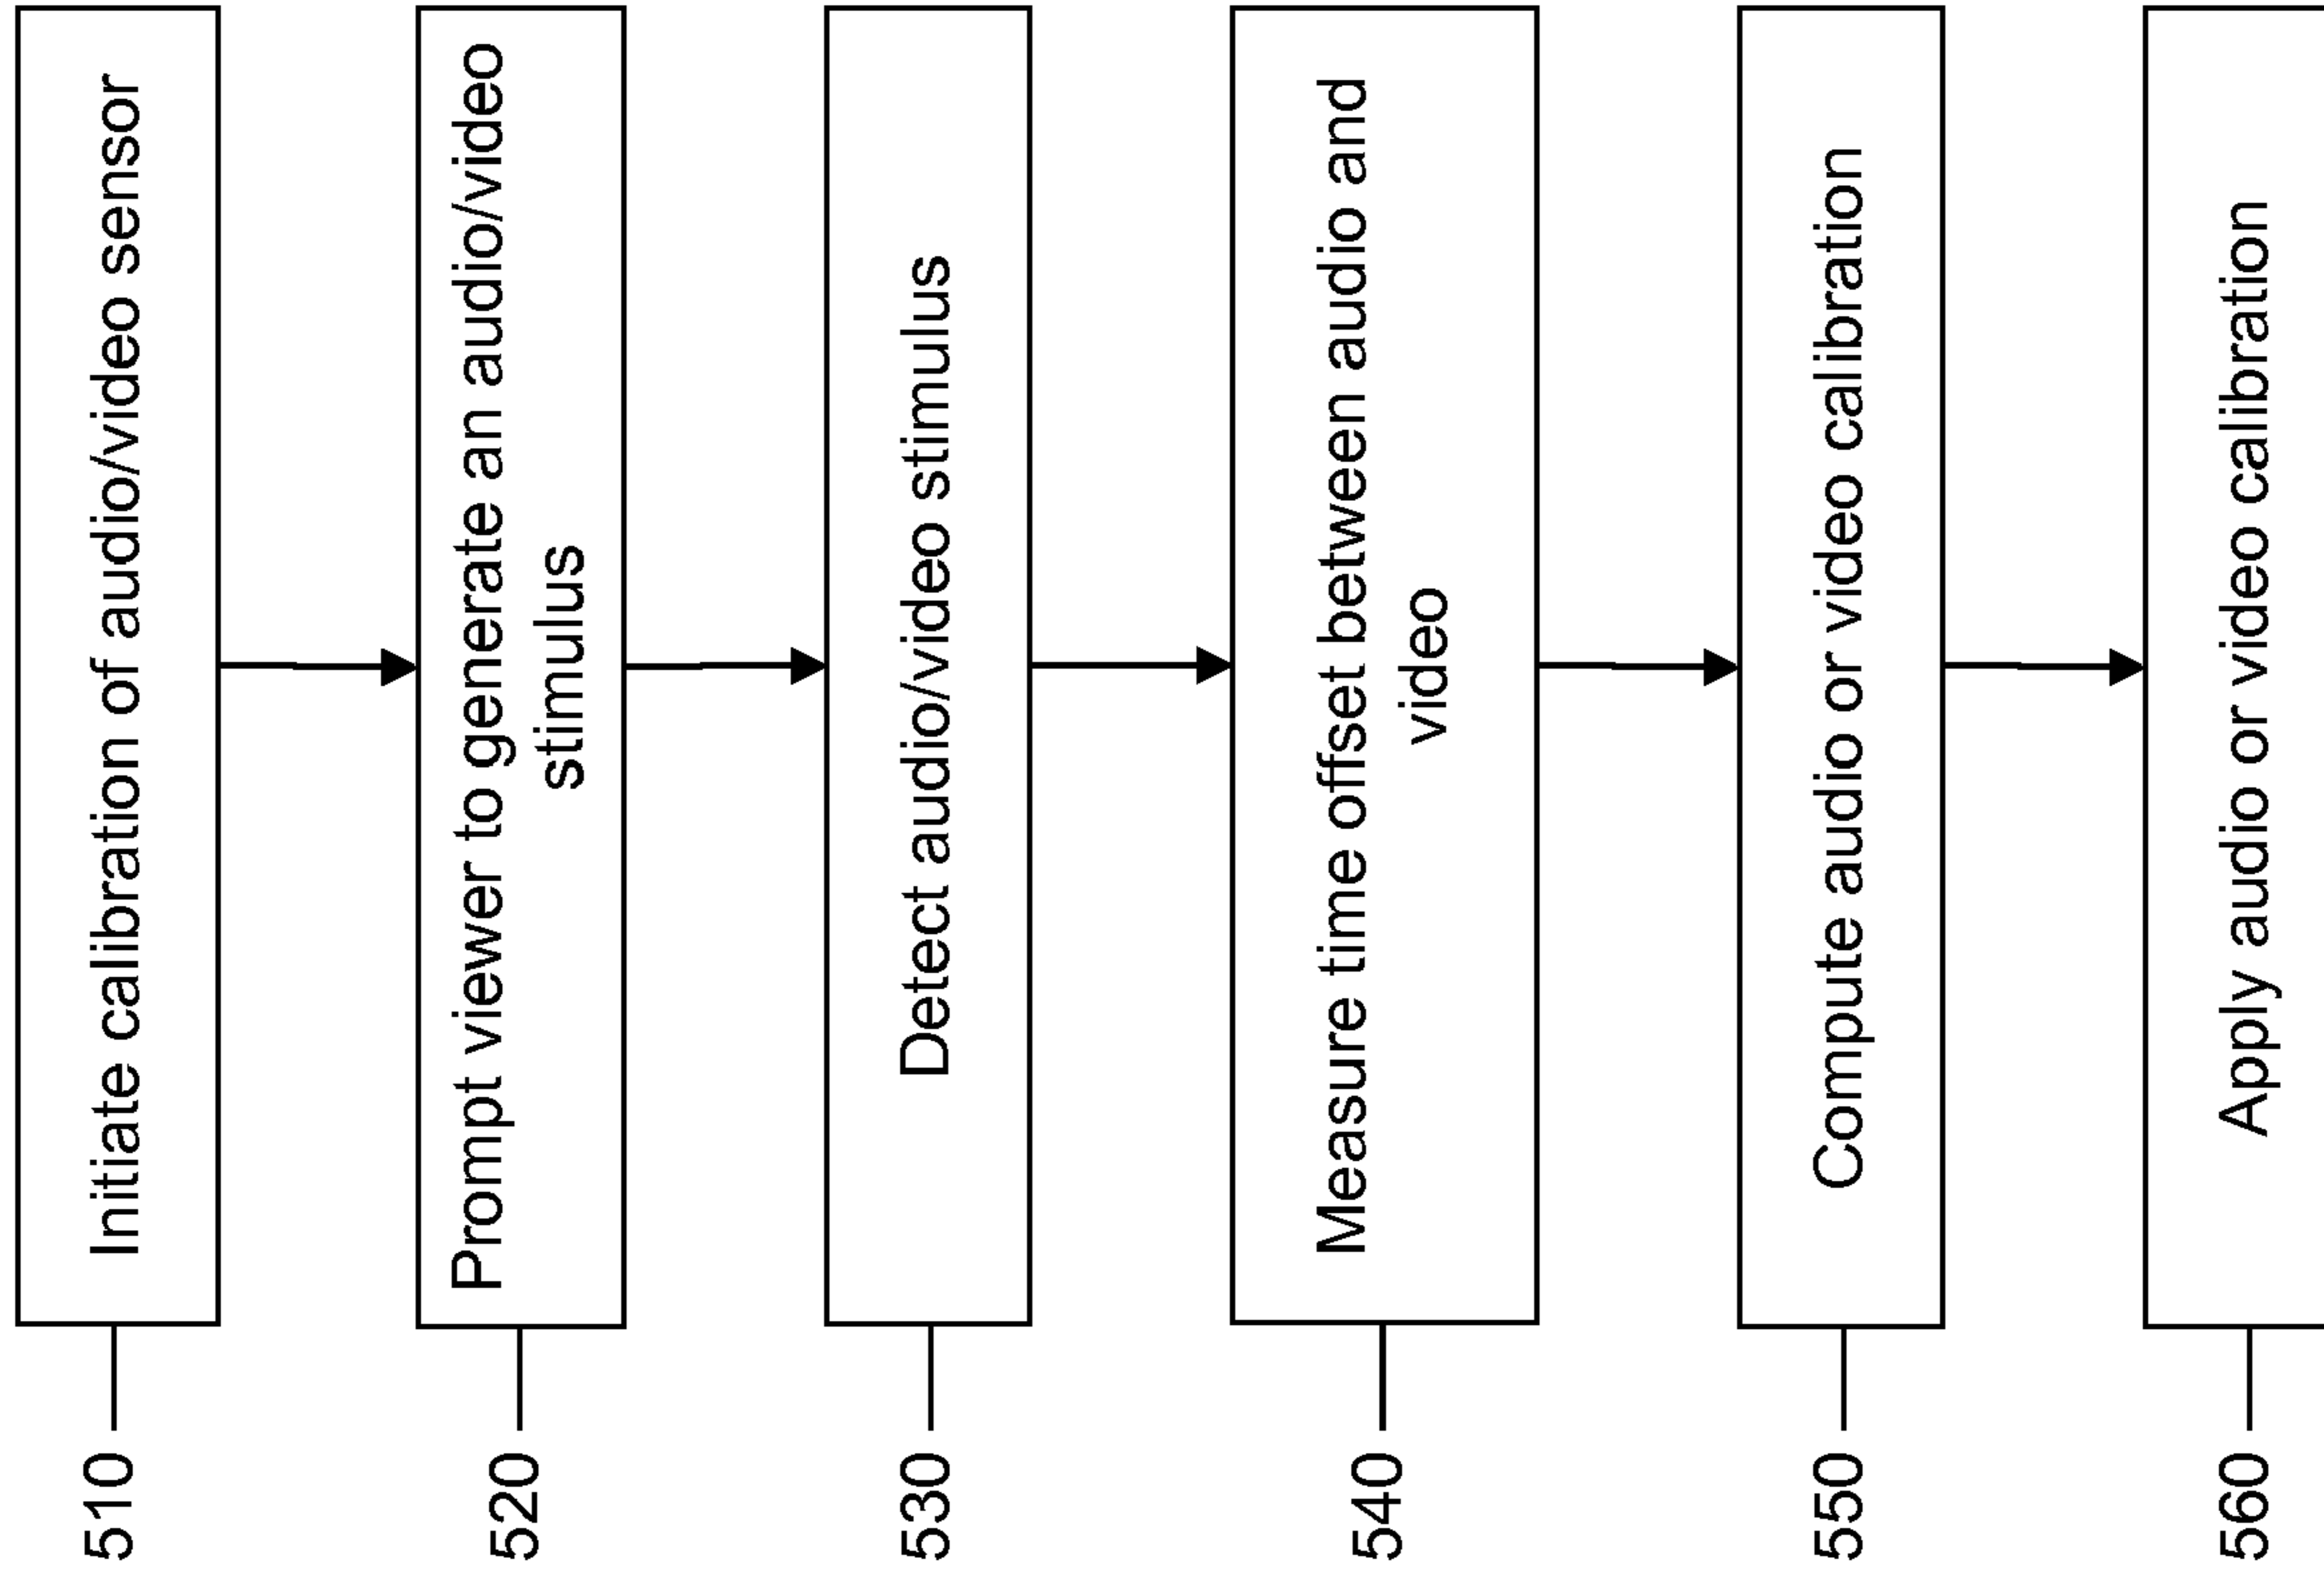 510
Initiate calibration of audio/video sensor
520
Prompt viewer to generate an audio/video
stimulus
530
Detect audio/video stimulus
540
Measure time offset between audio and
video
550
Compute audio or video calibration
560
Apply audio or video calibration